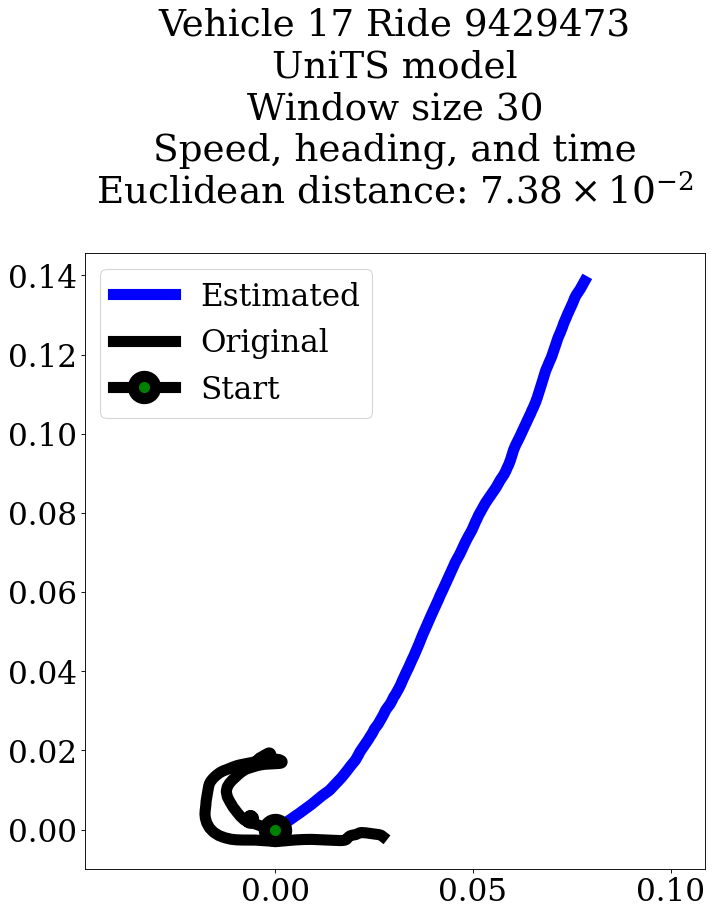 Vehicle 17 Ride 9429473
UniTS model
Window size 30
Speed, heading, and time
Euclidean distance: 7.38 × 10⁻²
Estimated
Original
Start
0.14
0.12
0.10
0.08
0.06
0.04
0.02
0.00
0.00 0.05 0.10